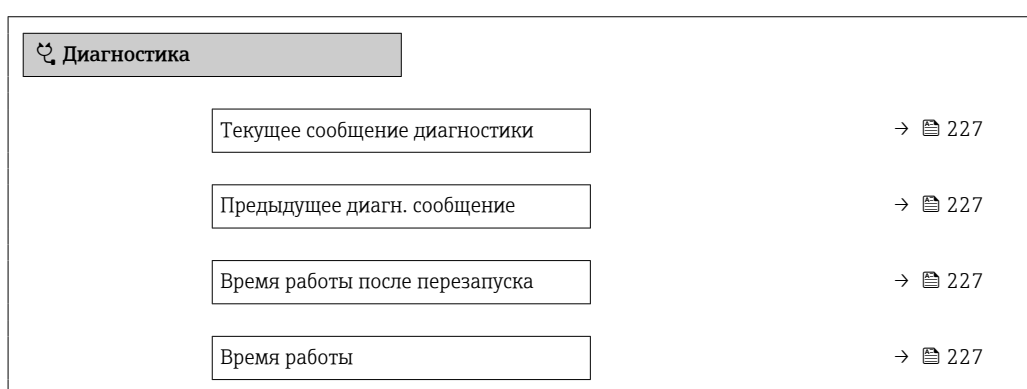 Диагностика
Текущее сообщение диагностики → 227
Предыдущее диагн. сообщение → 227
Время работы после перезапуска → 227
Время работы → 227